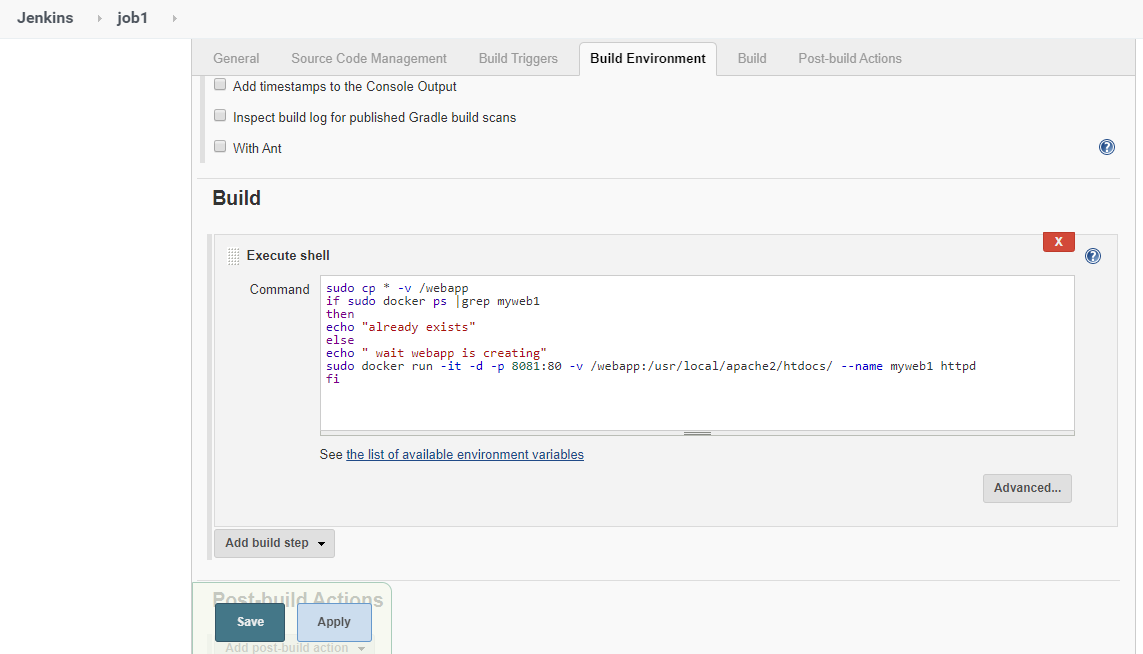 Jenkins job1
General Source Code Management Build Triggers Build Environment Build Post-build Actions
Add timestamps to the Console Output
Inspect build log for published Gradle build scans
With Ant
?
Build
X
Execute shell
?
Command
sudo cp * -v /webapp
if sudo docker ps |grep myweb1
then
echo "already exists"
else
echo " wait webapp is creating"
sudo docker run -it -d -p 8081:80 -v /webapp:/usr/local/apache2/htdocs/ --name myweb1 httpd
fi
See the list of available environment variables
Advanced...
Add build step
Post-build Actions
Save Apply
Add post-build action